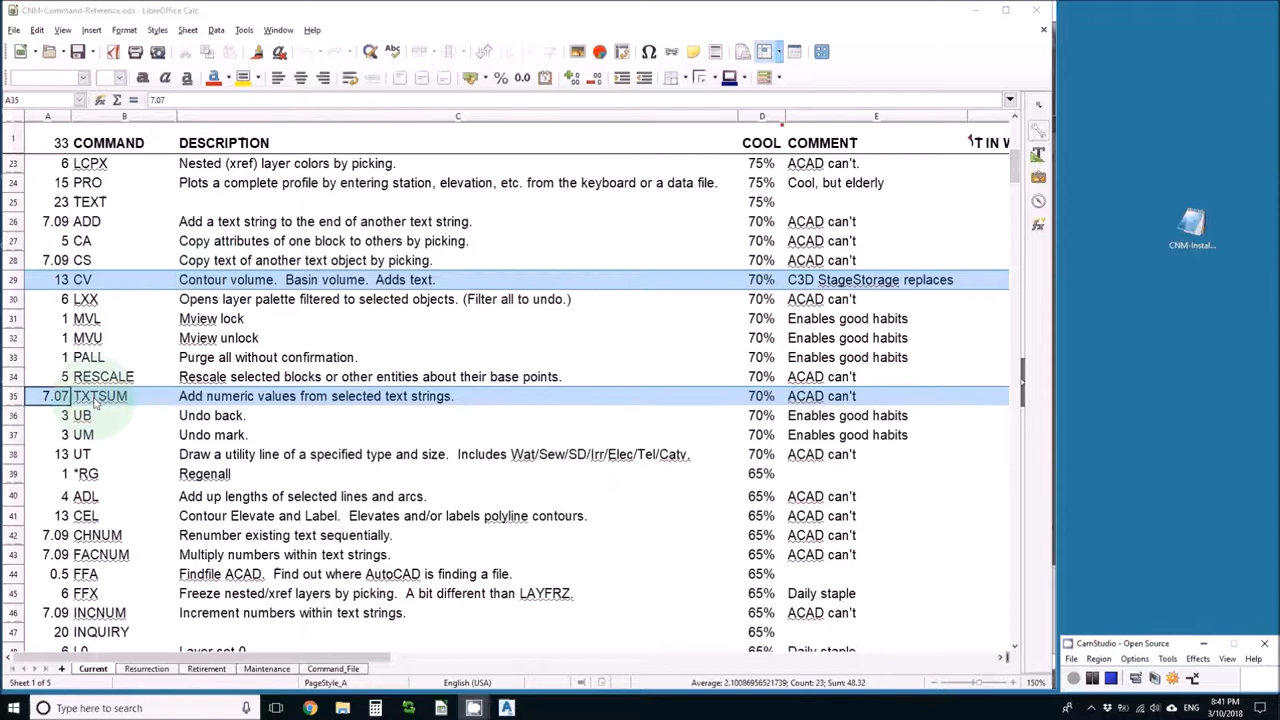 CNM-Command-Reference.ods - LibreOffice Calc
File Edit View Insert Format Styles Sheet Data Tools Window Help
A35 7.07
A B C D E
1 33 COMMAND DESCRIPTION COOL COMMENT
23 6 LCPX Nested (xref) layer colors by picking. 75% ACAD can't.
24 15 PRO Plots a complete profile by entering station, elevation, etc. from the keyboard or a data file. 75% Cool, but elderly
25 23 TEXT 75%
26 7.09 ADD Add a text string to the end of another text string. 70% ACAD can't
27 5 CA Copy attributes of one block to others by picking. 70% ACAD can't
28 7.09 CS Copy text of another text object by picking. 70% ACAD can't
29 13 CV Contour volume. Basin volume. Adds text. 70% C3D StageStorage replaces
30 6 LXX Opens layer palette filtered to selected objects. (Filter all to undo.) 70% ACAD can't
31 1 MVL Mview lock 70% Enables good habits
32 1 MVU Mview unlock 70% Enables good habits
33 1 PALL Purge all without confirmation. 70% Enables good habits
34 5 RESCALE Rescale selected blocks or other entities about their base points. 70% ACAD can't
35 7.07 TXTSUM Add numeric values from selected text strings. 70% ACAD can't
36 3 UB Undo back. 70% Enables good habits
37 3 UM Undo mark. 70% Enables good habits
38 13 UT Draw a utility line of a specified type and size. Includes Wat/Sew/SD/Irr/Elec/Tel/Catv. 70% ACAD can't
39 1 *RG Regenall 65%
40 4 ADL Add up lengths of selected lines and arcs. 65% ACAD can't
41 13 CEL Contour Elevate and Label. Elevates and/or labels polyline contours. 65% ACAD can't
42 7.09 CHNUM Renumber existing text sequentially. 65% ACAD can't
43 7.09 FACNUM Multiply numbers within text strings. 65% ACAD can't
44 0.5 FFA Findfile ACAD. Find out where AutoCAD is finding a file. 65%
45 6 FFX Freeze nested/xref layers by picking. A bit different than LAYFRZ. 65% Daily staple
46 7.09 INCNUM Increment numbers within text strings. 65% ACAD can't
47 20 INQUIRY 65%
Current Resurrection Retirement Maintenance Command_File
Sheet 1 of 5 PageStyle_A English (USA) Average: 2.10086956521739; Count: 23; Sum: 48.32 150%
CNM-Instal...
CamStudio - Open Source
File Region Options Tools Effects View Help
Type here to search
ENG 8:41 PM
3/10/2018